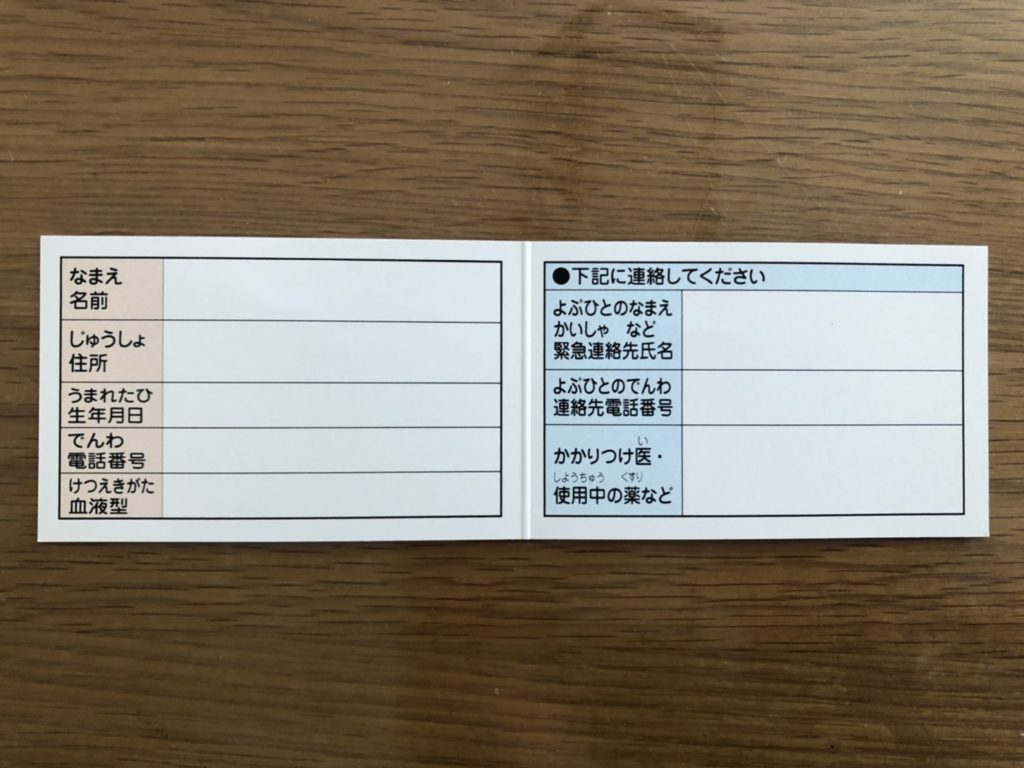 なまえ
名前
じゅうしょ
住所
うまれたひ
生年月日
でんわ
電話番号
けつえきがた
血液型
●下記に連絡してください
よぶひとのなまえ
かいしゃ　など
緊急連絡先氏名
よぶひとのでんわ
連絡先電話番号
い
かかりつけ医・
しようちゅう　くすり
使用中の薬など